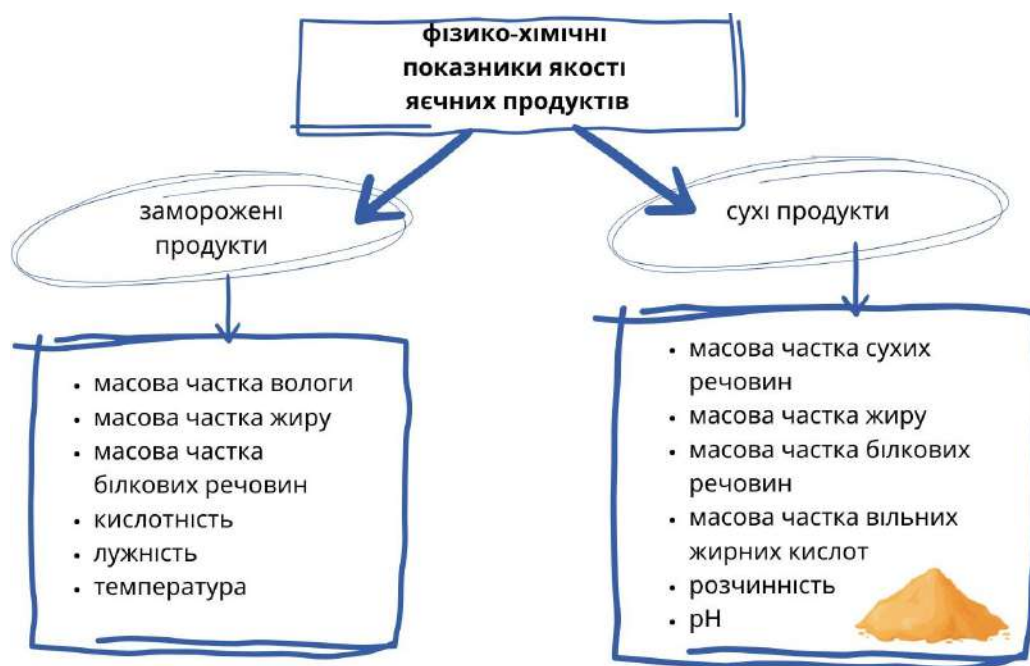 фізико-хімічні
показники якості
яєчних продуктів
заморожені
продукти
сухі продукти
• масова частка вологи
• масова частка жиру
• масова частка
білкових речовин
• кислотність
• лужність
• температура
• масова частка сухих
речовин
• масова частка жиру
• масова частка білкових
речовин
• масова частка вільних
жирних кислот
• розчинність
• pH